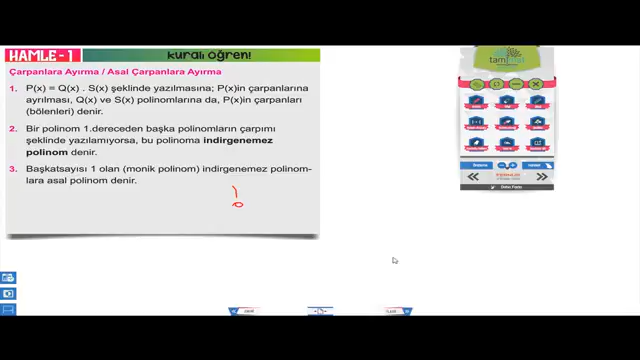 HAMLE - 1
kuralı öğren!
Çarpanlara Ayırma / Asal Çarpanlara Ayırma
1. P(x) = Q(x) . S(x) şeklinde yazılmasına; P(x)in çarpanlarına
ayrılması, Q(x) ve S(x) polinomlarına da, P(x)in çarpanları
(bölenleri) denir.
2. Bir polinom 1.dereceden başka polinomların çarpımı
şeklinde yazılamıyorsa, bu polinoma indirgenemez
polinom denir.
3. Başkatsayısı 1 olan (monik polinom) indirgenemez polinom-
lara asal polinom denir.
Daha Fazla